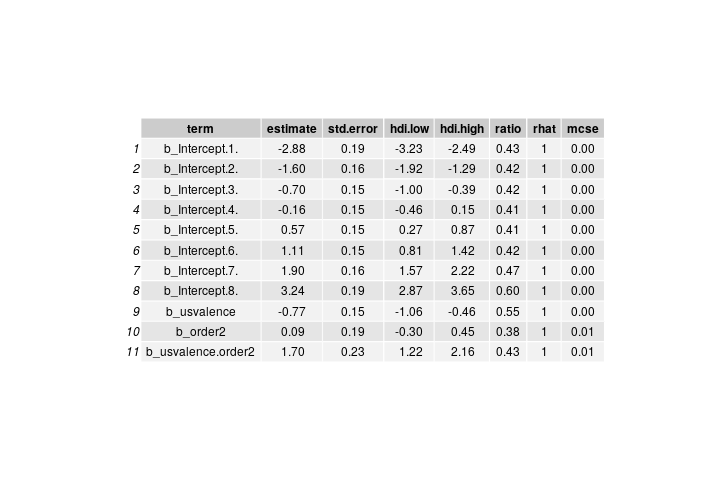 term estimate std.error hdi.low hdi.high ratio rhat mcse
1 b_Intercept.1. -2.88 0.19 -3.23 -2.49 0.43 1 0.00
2 b_Intercept.2. -1.60 0.16 -1.92 -1.29 0.42 1 0.00
3 b_Intercept.3. -0.70 0.15 -1.00 -0.39 0.42 1 0.00
4 b_Intercept.4. -0.16 0.15 -0.46 0.15 0.41 1 0.00
5 b_Intercept.5. 0.57 0.15 0.27 0.87 0.41 1 0.00
6 b_Intercept.6. 1.11 0.15 0.81 1.42 0.42 1 0.00
7 b_Intercept.7. 1.90 0.16 1.57 2.22 0.47 1 0.00
8 b_Intercept.8. 3.24 0.19 2.87 3.65 0.60 1 0.00
9 b_usvalence -0.77 0.15 -1.06 -0.46 0.55 1 0.00
10 b_order2 0.09 0.19 -0.30 0.45 0.38 1 0.01
11 b_usvalence.order2 1.70 0.23 1.22 2.16 0.43 1 0.01